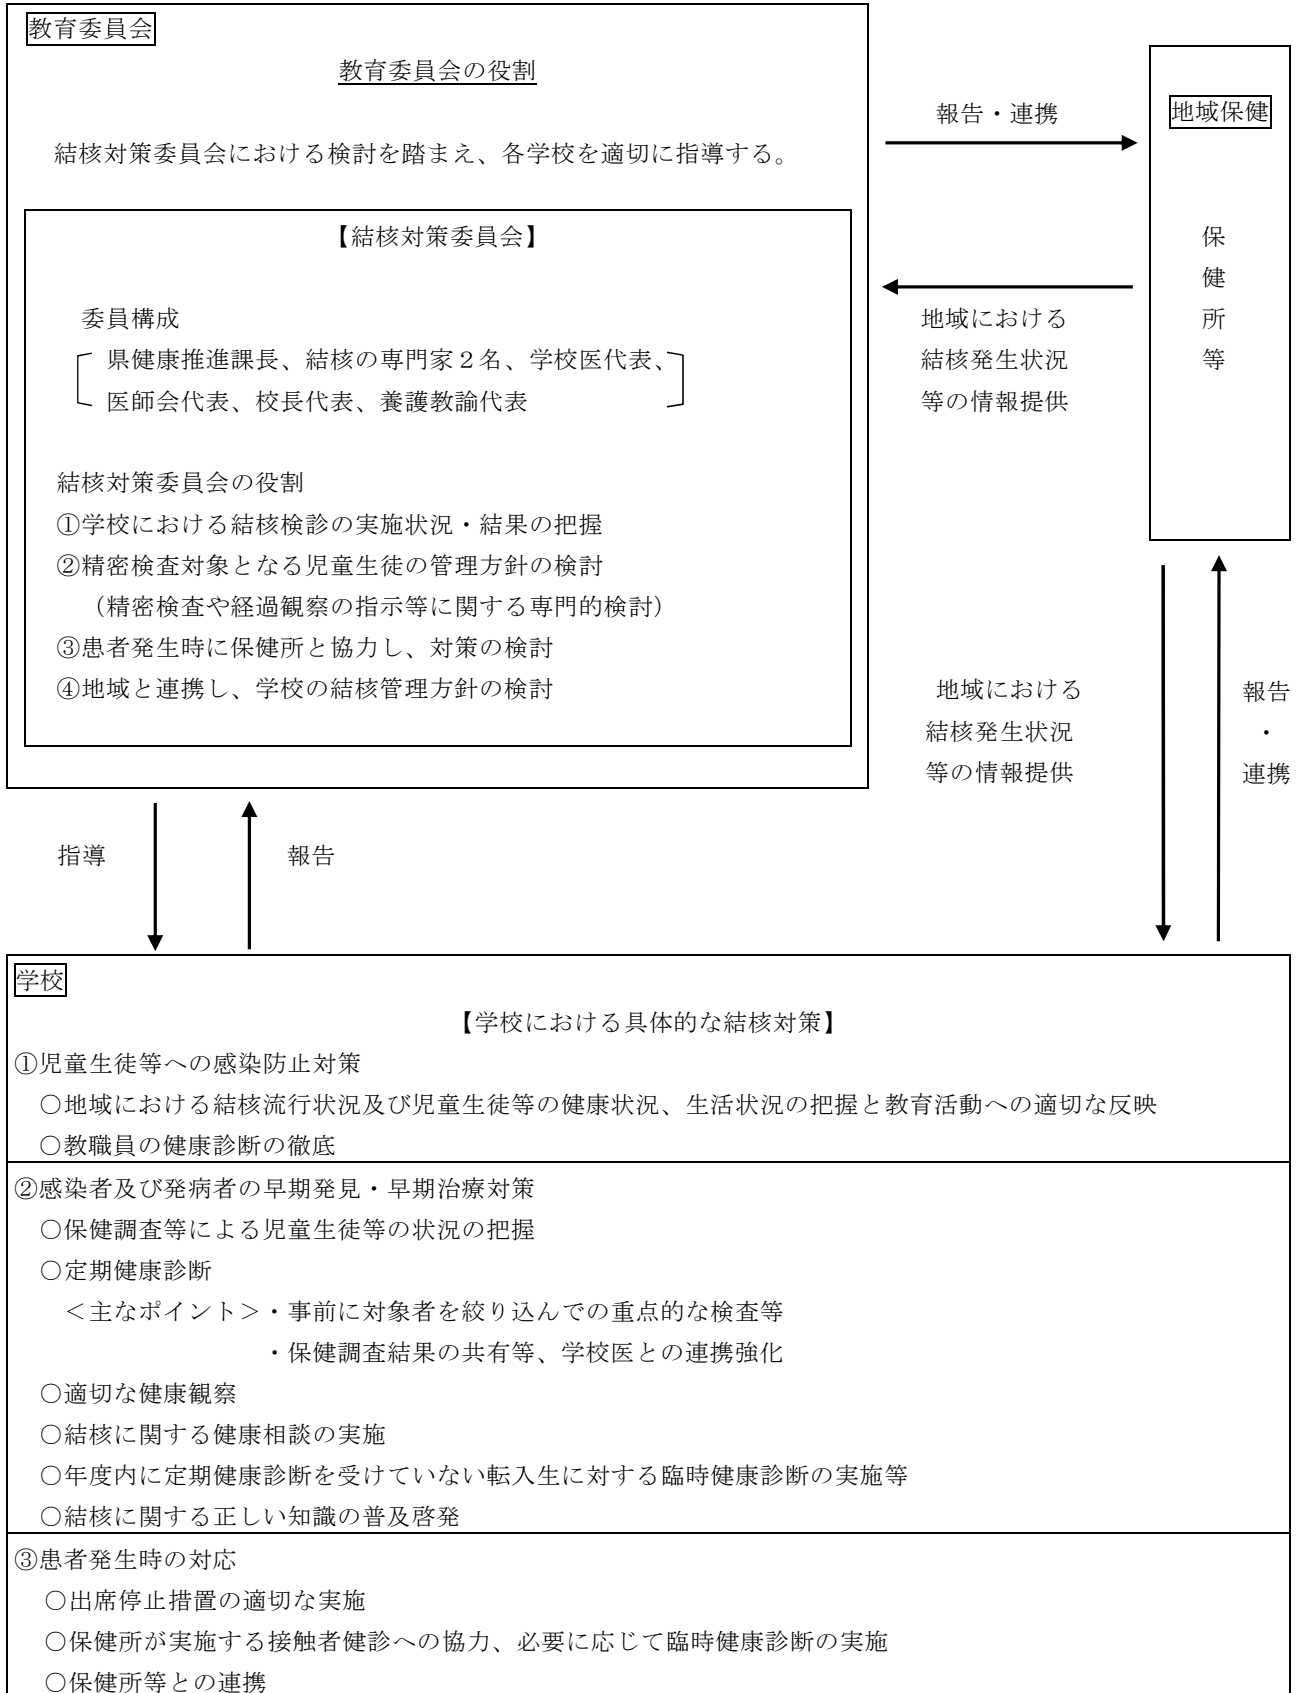 教育委員会
教育委員会の役割
結核対策委員会における検討を踏まえ、各学校を適切に指導する。
【結核対策委員会】
委員構成
県健康推進課長、結核の専門家２名、学校医代表、
医師会代表、校長代表、養護教諭代表
結核対策委員会の役割
①学校における結核検診の実施状況・結果の把握
②精密検査対象となる児童生徒の管理方針の検討
（精密検査や経過観察の指示等に関する専門的検討）
③患者発生時に保健所と協力し、対策の検討
④地域と連携し、学校の結核管理方針の検討
報告・連携
地域における
結核発生状況
等の情報提供
地域保健
保
健
所
等
地域における
結核発生状況
等の情報提供
報告
・
連携
指導
報告
学校
【学校における具体的な結核対策】
①児童生徒等への感染防止対策
○地域における結核流行状況及び児童生徒等の健康状況、生活状況の把握と教育活動への適切な反映
○教職員の健康診断の徹底
②感染者及び発病者の早期発見・早期治療対策
○保健調査等による児童生徒等の状況の把握
○定期健康診断
＜主なポイント＞・事前に対象者を絞り込んでの重点的な検査等
・保健調査結果の共有等、学校医との連携強化
○適切な健康観察
○結核に関する健康相談の実施
○年度内に定期健康診断を受けていない転入生に対する臨時健康診断の実施等
○結核に関する正しい知識の普及啓発
③患者発生時の対応
○出席停止措置の適切な実施
○保健所が実施する接触者健診への協力、必要に応じて臨時健康診断の実施
○保健所等との連携